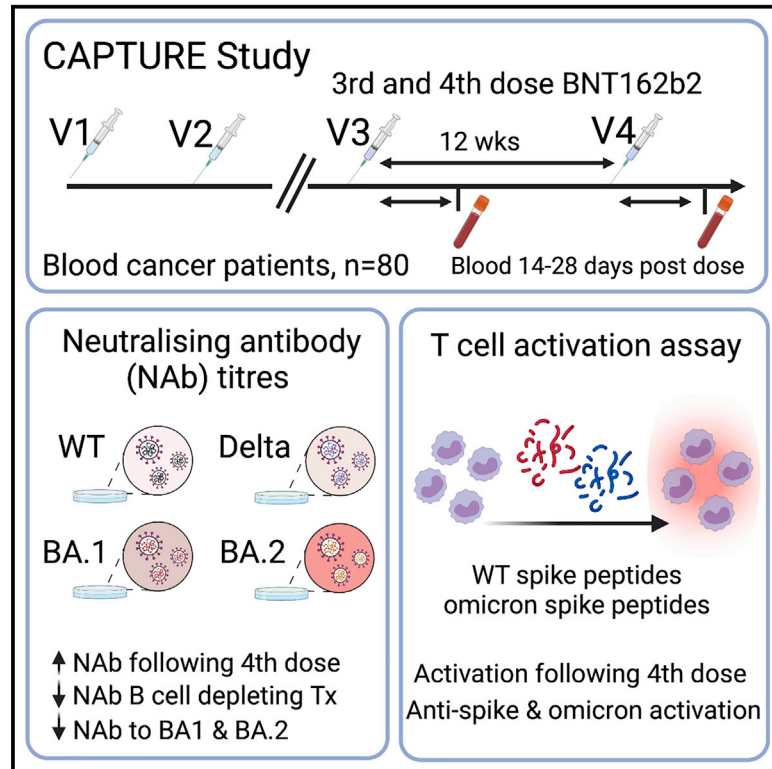 CAPTURE Study
3rd and 4th dose BNT162b2
V1
V2
V3
V4
12 wks
Blood cancer patients, n=80
Blood 14-28 days post dose
Neutralising antibody
(NAb) titres
WT
Delta
BA.1
BA.2
↑ NAb following 4th dose
↓ NAb B cell depleting Tx
↓ NAb to BA1 & BA.2
T cell activation assay
WT spike peptides
omicron spike peptides
Activation following 4th dose
Anti-spike & omicron activation